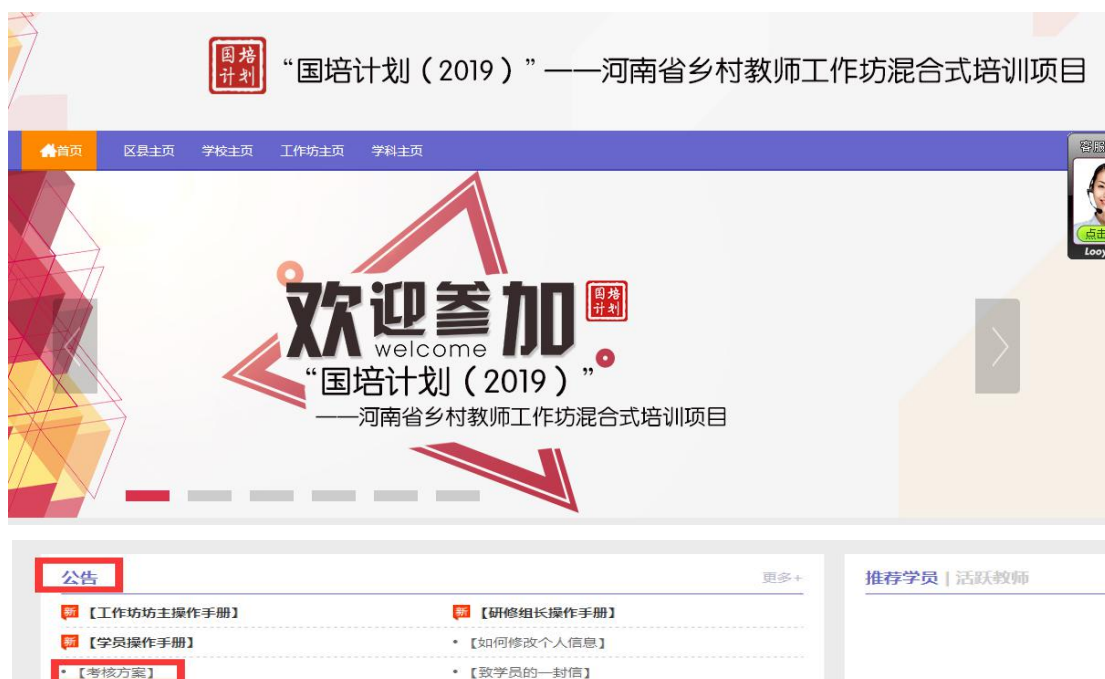 国培计划
“国培计划（2019）”——河南省乡村教师工作坊混合式培训项目
首页 区县主页 学校主页 工作坊主页 学科主页
客服
点击
Looy
欢迎参加 国培计划
welcome
“国培计划（2019）”
——河南省乡村教师工作坊混合式培训项目
公告 更多+
新 【工作坊坊主操作手册】 新 【研修组长操作手册】
新 【学员操作手册】 • 【如何修改个人信息】
• 【考核方案】 • 【致学员的一封信】
推荐学员 | 活跃教师